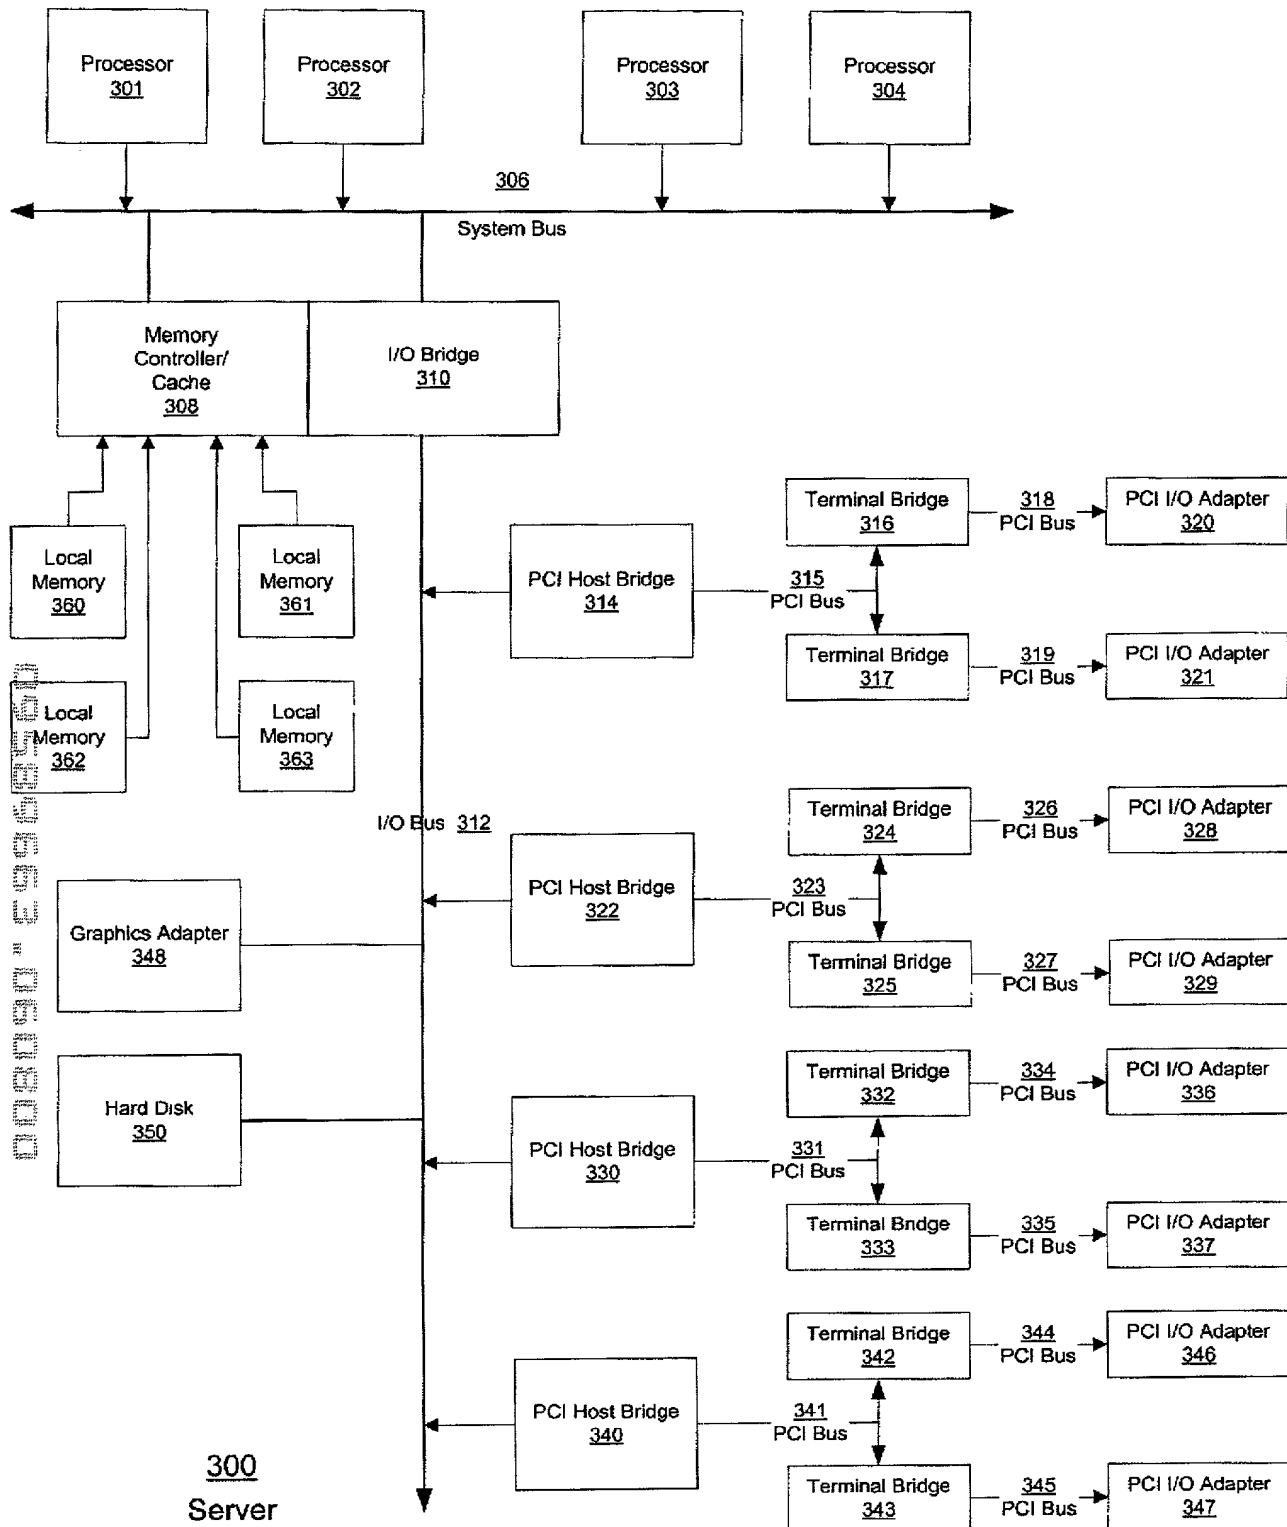 Processor
301
Processor
302
Processor
303
Processor
304
306
System Bus
Memory
Controller/
Cache
308
I/O Bridge
310
Local
Memory
360
Local
Memory
361
Local
Memory
362
Local
Memory
363
PCI Host Bridge
314
315
PCI Bus
Terminal Bridge
316
318
PCI Bus
PCI I/O Adapter
320
Terminal Bridge
317
319
PCI Bus
PCI I/O Adapter
321
I/O Bus 312
PCI Host Bridge
322
323
PCI Bus
Terminal Bridge
324
326
PCI Bus
PCI I/O Adapter
328
Terminal Bridge
325
327
PCI Bus
PCI I/O Adapter
329
Graphics Adapter
348
Hard Disk
350
PCI Host Bridge
330
331
PCI Bus
Terminal Bridge
332
334
PCI Bus
PCI I/O Adapter
336
Terminal Bridge
333
335
PCI Bus
PCI I/O Adapter
337
PCI Host Bridge
340
341
PCI Bus
Terminal Bridge
342
344
PCI Bus
PCI I/O Adapter
346
Terminal Bridge
343
345
PCI Bus
PCI I/O Adapter
347
300
Server